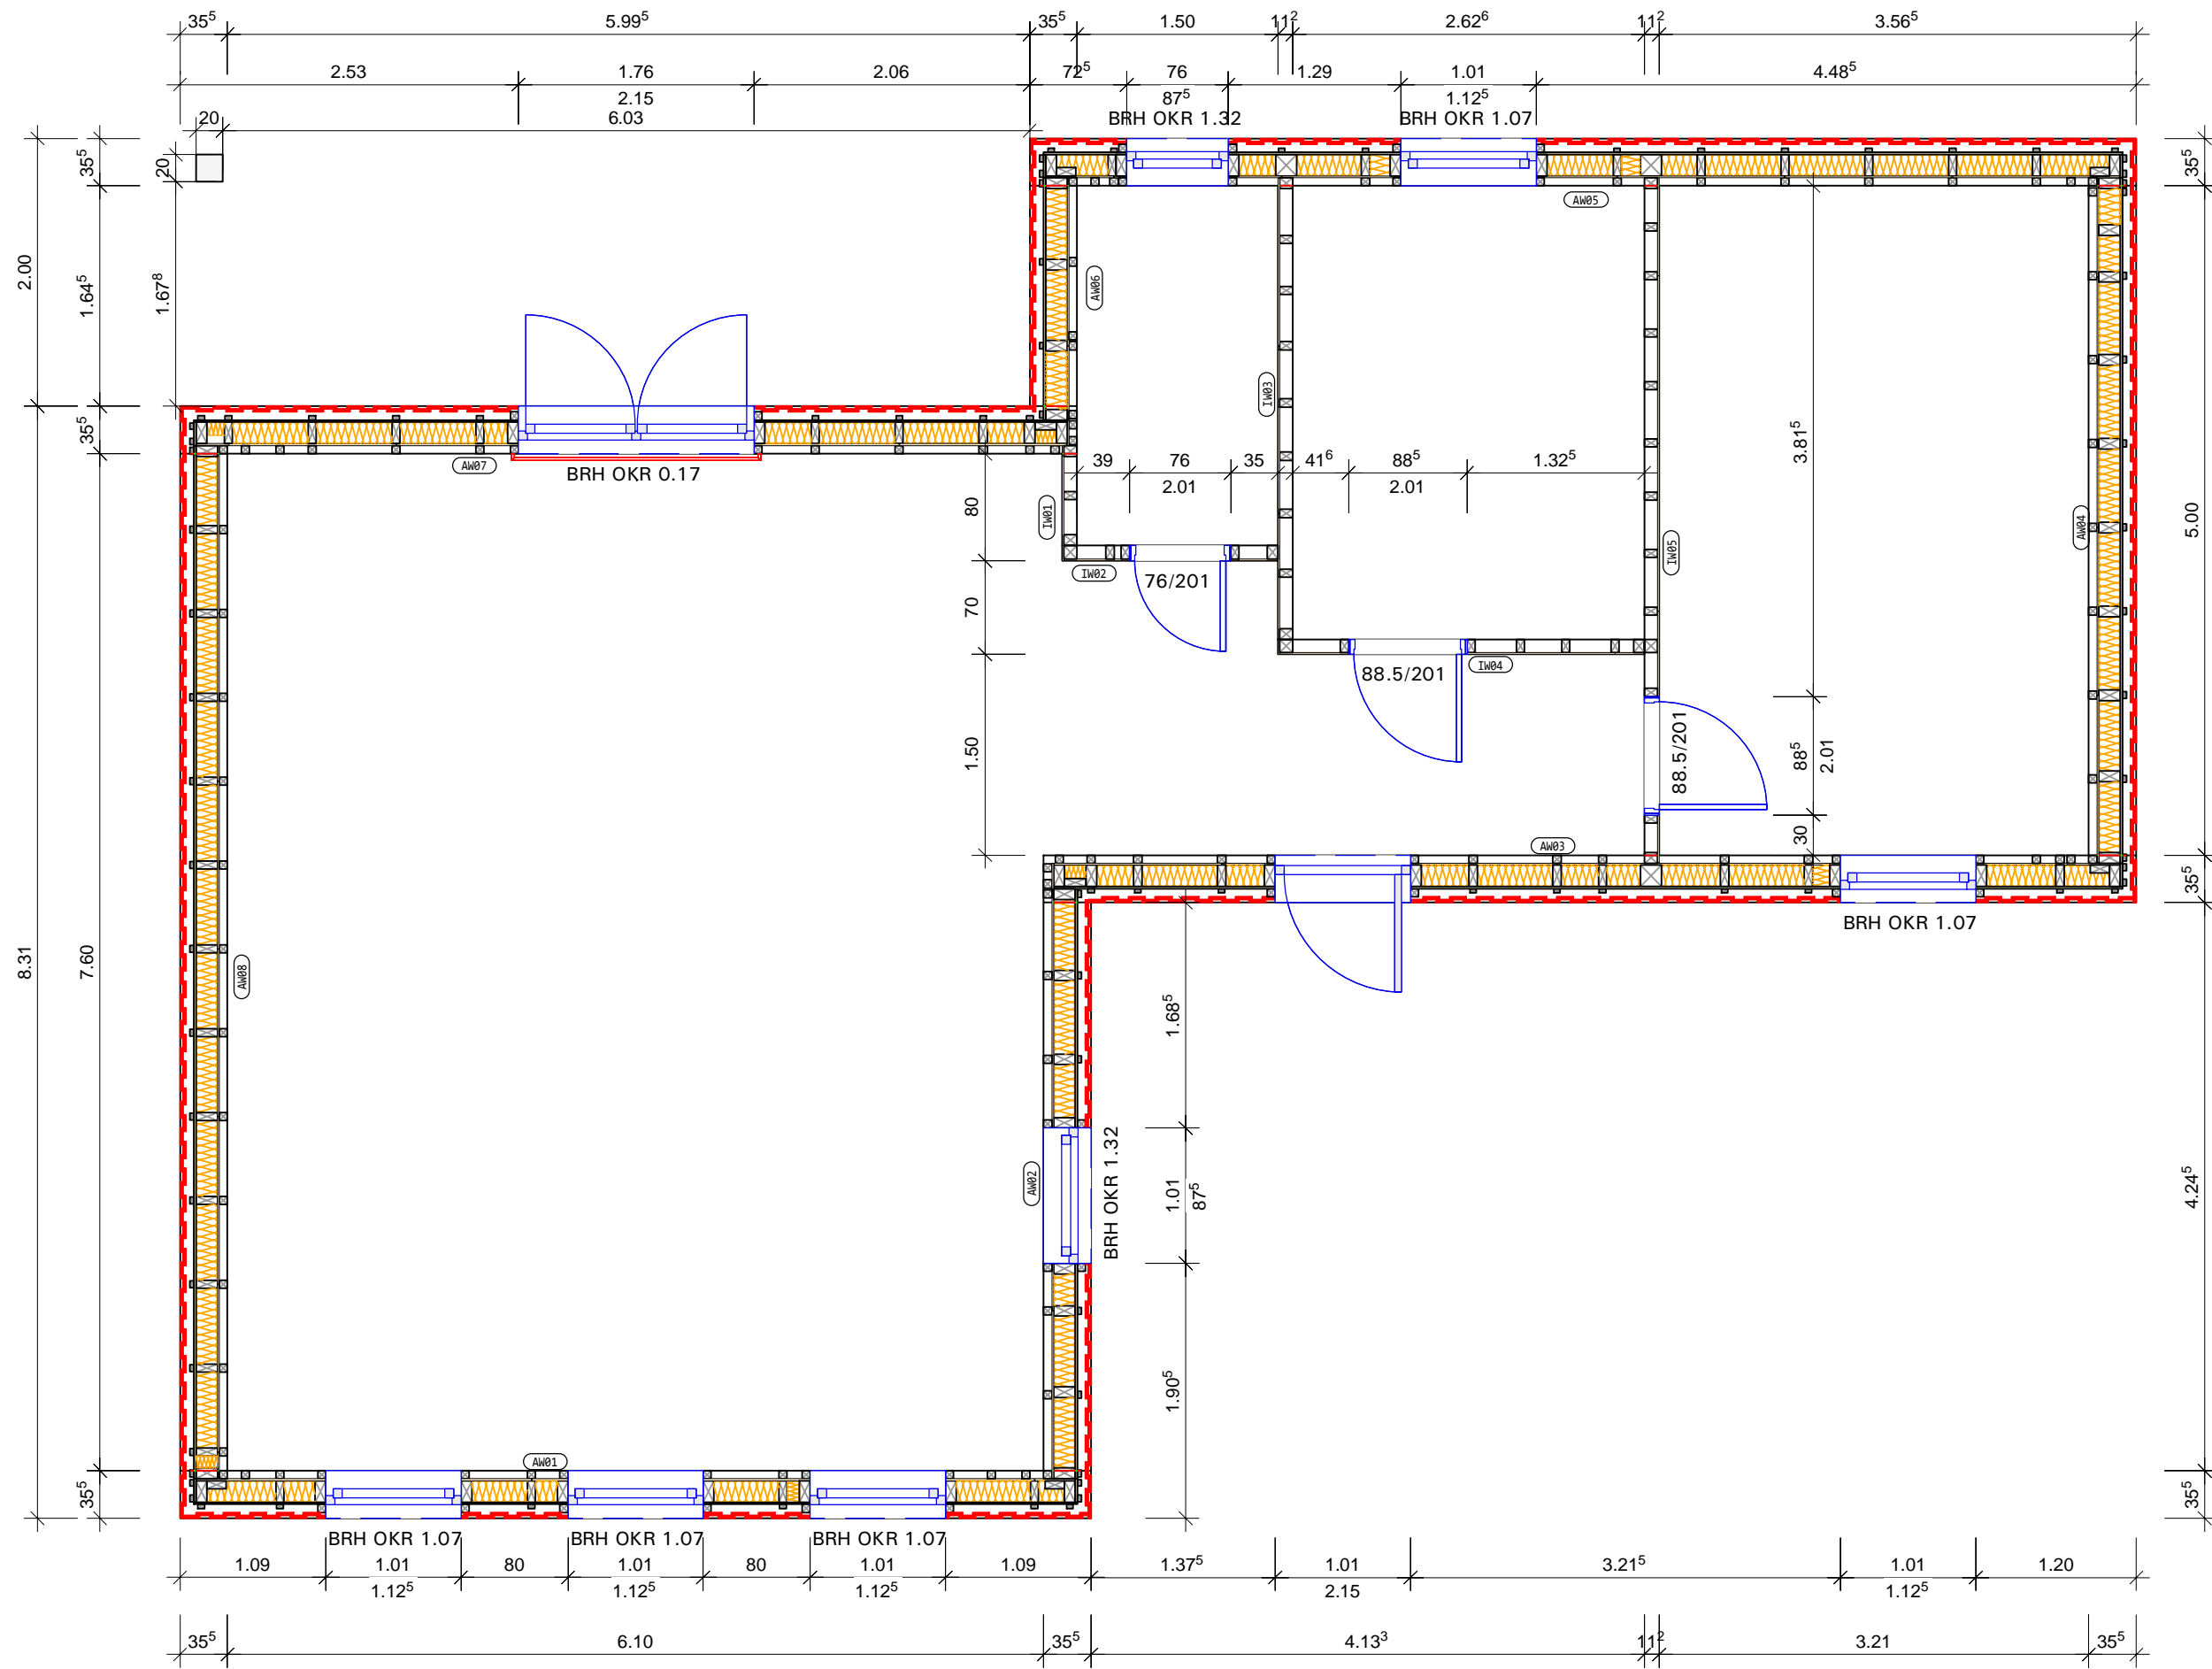 35⁵ 5.99⁵ 35⁵ 1.50 11² 2.62⁶ 11² 3.56⁵
2.53 1.76 2.06 72⁵ 76 1.29 1.01 4.48⁵
2.15 87⁵ 1.12⁵
20 6.03 BRH OKR 1.32 BRH OKR 1.07
35⁵ 20 35⁵
AW05
2.00 1.64⁵ 1.67⁸ AW06
IW03
3.81⁵
35⁵ AW07 BRH OKR 0.17
39 76 35 41⁶ 88⁵ 1.32⁵
2.01 2.01
80 IW01 IW05 AW04 5.00
IW02 76/201
70
88.5/201 IW04
1.50 88.5/201 88⁵ 2.01
30
AW03
35⁵
BRH OKR 1.07
8.31 7.60 AW08
1.68⁵
AW02 BRH OKR 1.32 1.01 87⁵ 4.24⁵
1.90⁵
AW01
35⁵ 35⁵
BRH OKR 1.07 BRH OKR 1.07 BRH OKR 1.07
1.09 1.01 80 1.01 80 1.01 1.09 1.37⁵ 1.01 3.21⁵ 1.01 1.20
1.12⁵ 1.12⁵ 1.12⁵ 2.15 1.12⁵
35⁵ 6.10 35⁵ 4.13³ 11² 3.21 35⁵